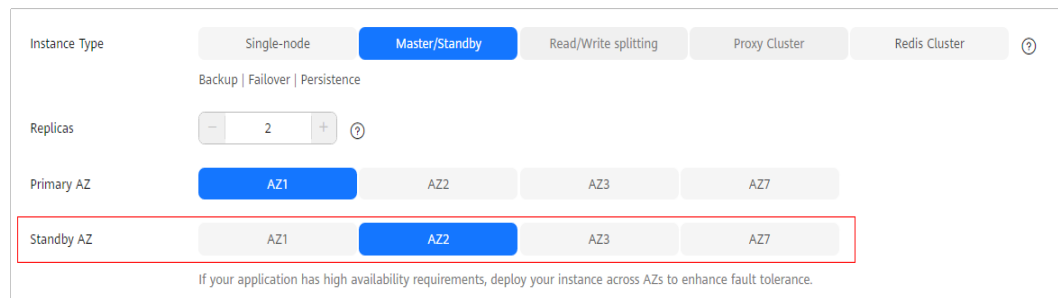 Instance Type Single-node Master/Standby Read/Write splitting Proxy Cluster Redis Cluster ?
Backup | Failover | Persistence
Replicas − 2 + ?
Primary AZ AZ1 AZ2 AZ3 AZ7
Standby AZ AZ1 AZ2 AZ3 AZ7
If your application has high availability requirements, deploy your instance across AZs to enhance fault tolerance.